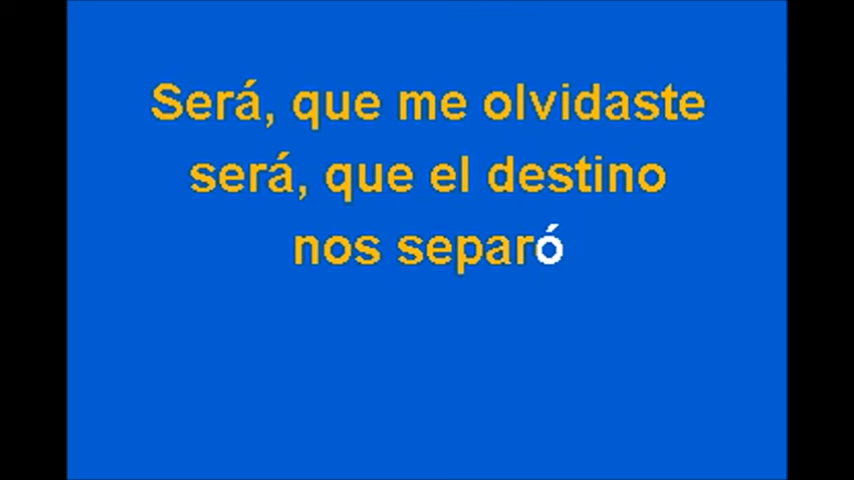 Será, que me olvidaste
será, que el destino
nos separó